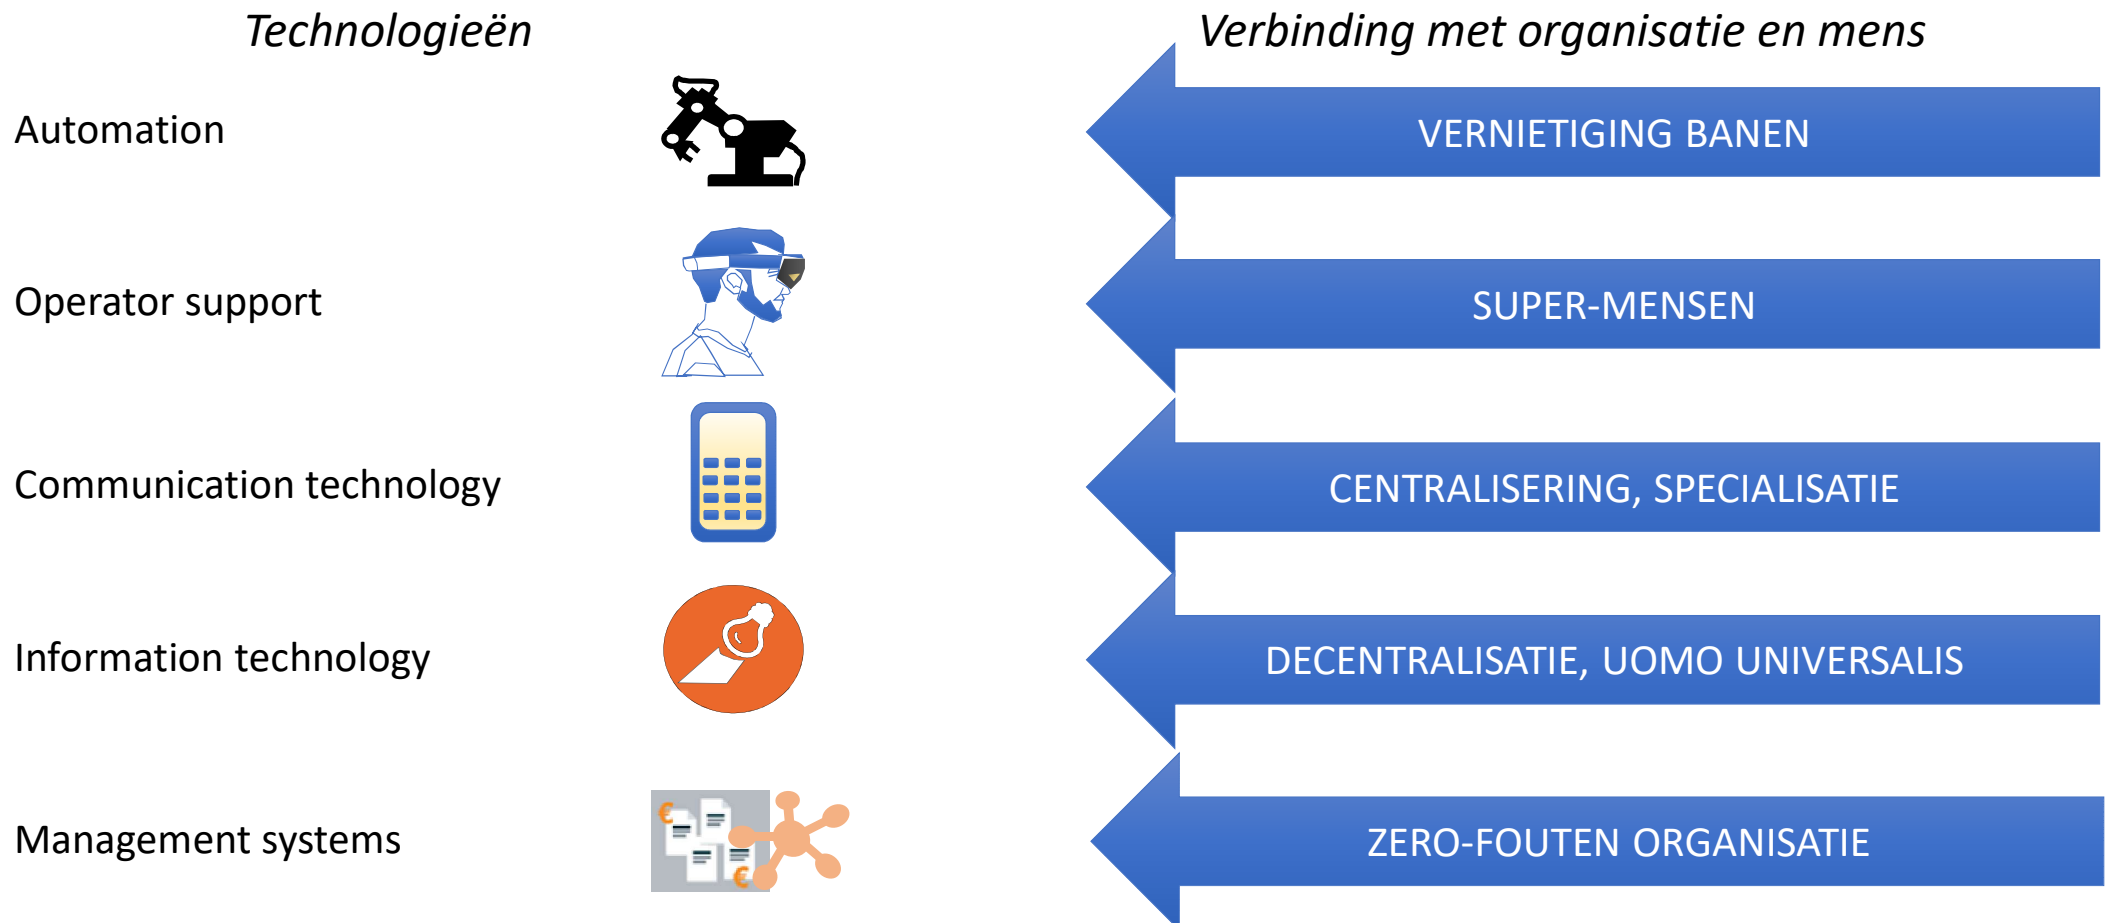 Technologieën
Verbinding met organisatie en mens
Automation
VERNIETIGING BANEN
Operator support
SUPER-MENSEN
Communication technology
CENTRALISERING, SPECIALISATIE
Information technology
DECENTRALISATIE, UOMO UNIVERSALIS
Management systems
€
€
ZERO-FOUTEN ORGANISATIE